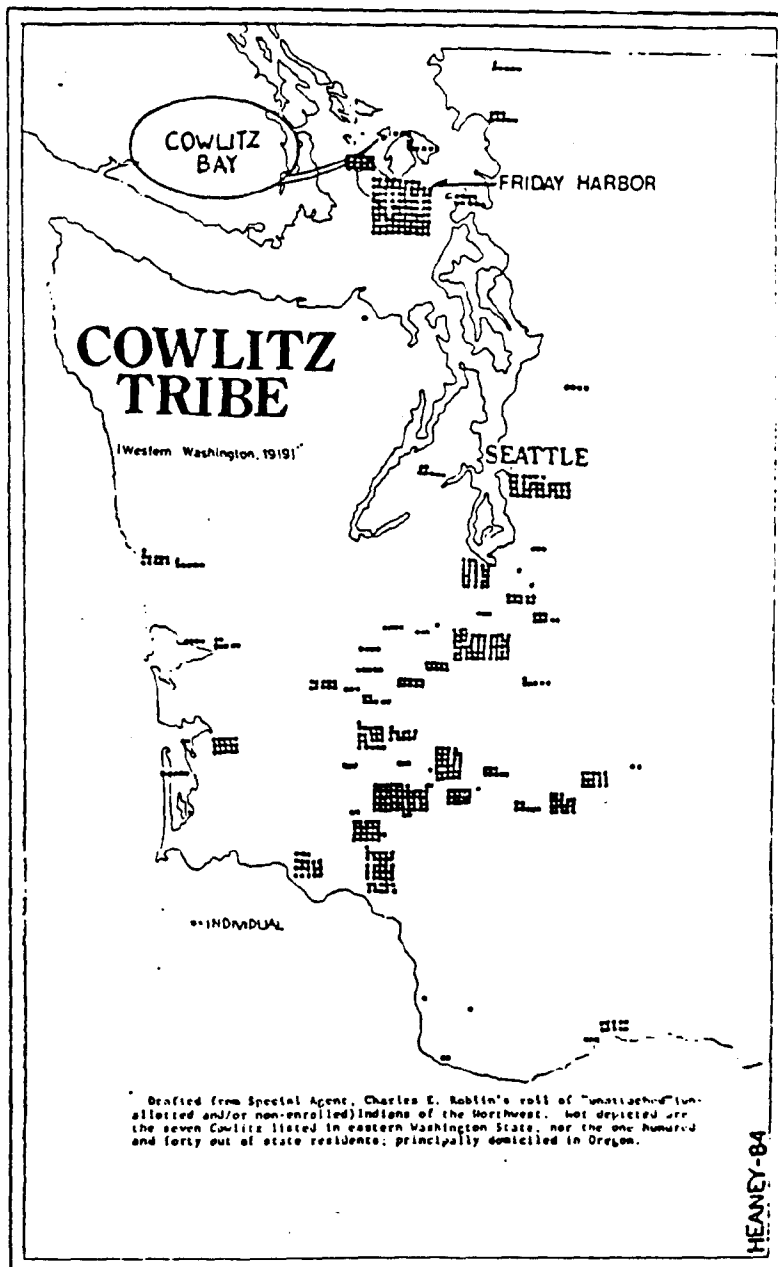 COWLITZ
BAY
FRIDAY HARBOR
COWLITZ
TRIBE
(Western Washington, 1919)*
SEATTLE
•=INDIVIDUAL
* Drafted from Special Agent, Charles E. Roblin's roll of "unattached"(un-
allotted and/or non-enrolled)Indians of the Northwest. Not depicted are
the seven Cowlitz listed in eastern Washington State, nor the one hundred
and forty out of state residents; principally domiciled in Oregon.
HEANEY-84